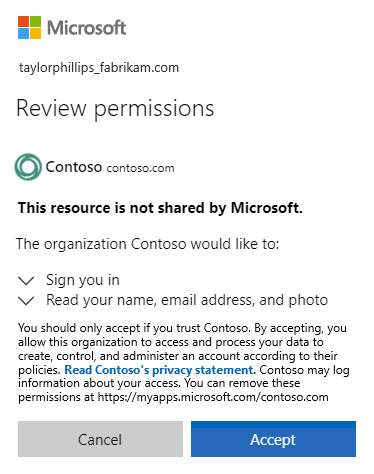 Microsoft
taylorphillips_fabrikam.com
Review permissions
Contoso contoso.com
This resource is not shared by Microsoft.
The organization Contoso would like to:
Sign you in
Read your name, email address, and photo
You should only accept if you trust Contoso. By accepting, you
allow this organization to access and process your data to
create, control, and administer an account according to their
policies. Read Contoso's privacy statement. Contoso may log
information about your access. You can remove these
permissions at https://myapps.microsoft.com/contoso.com
Cancel
Accept